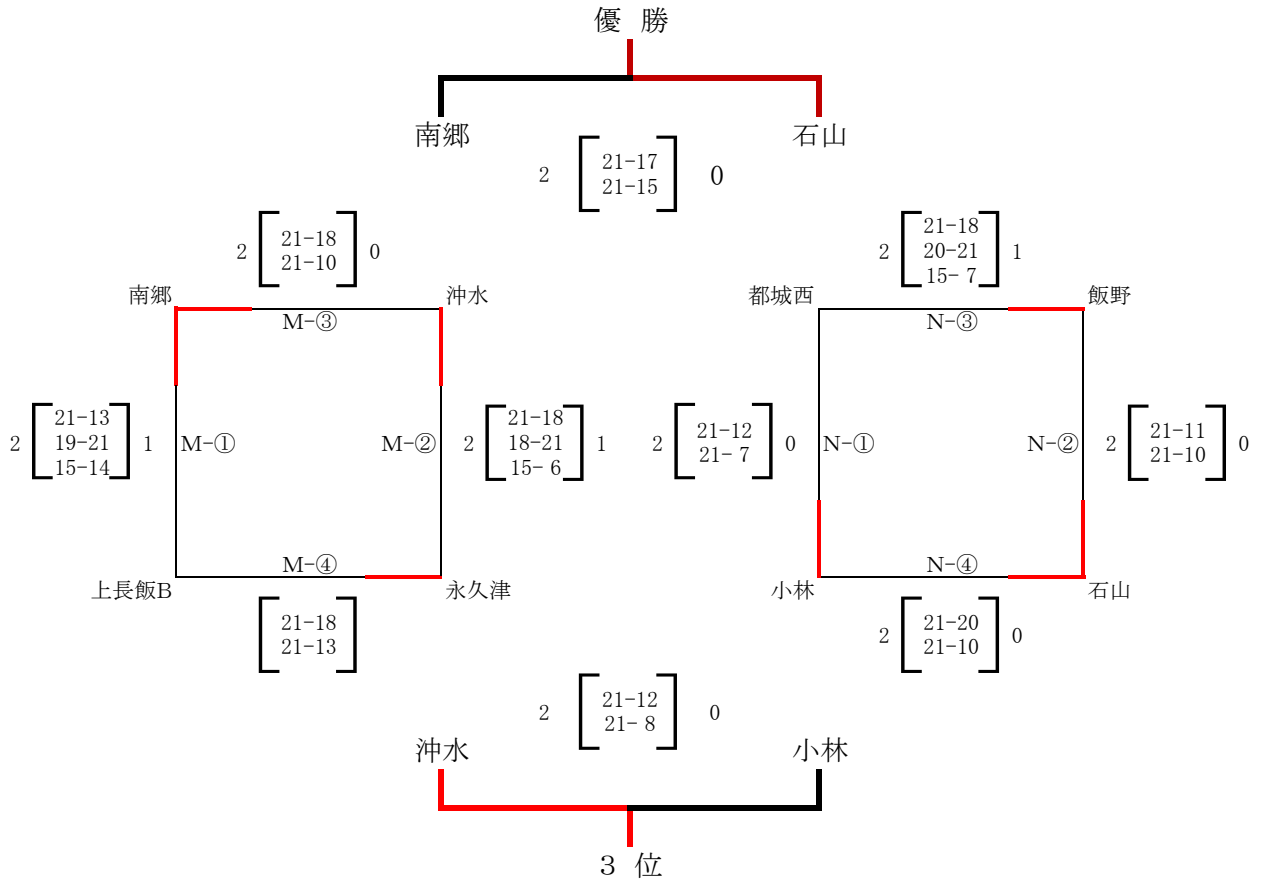 優 勝
南郷
石山
2
21-17
21-15
0
2
21-18
21-10
0
2
21-18
20-21
15- 7
1
南郷
沖水
M-③
都城西
飯野
N-③
2
21-13
19-21
15-14
1
M-①
M-②
2
21-18
18-21
15- 6
1
2
21-12
21- 7
0
N-①
N-②
2
21-11
21-10
0
M-④
上長飯B
永久津
N-④
小林
石山
21-18
21-13
2
21-20
21-10
0
2
21-12
21- 8
0
沖水
小林
3 位